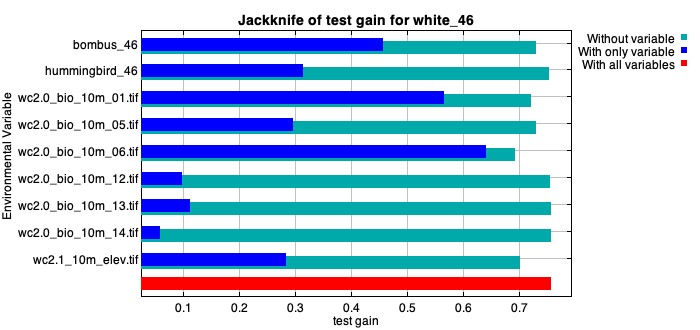 Jackknife of test gain for white_46
Without variable
With only variable
With all variables
Environmental Variable
bombus_46
hummingbird_46
wc2.0_bio_10m_01.tif
wc2.0_bio_10m_05.tif
wc2.0_bio_10m_06.tif
wc2.0_bio_10m_12.tif
wc2.0_bio_10m_13.tif
wc2.0_bio_10m_14.tif
wc2.1_10m_elev.tif
0.1 0.2 0.3 0.4 0.5 0.6 0.7
test gain